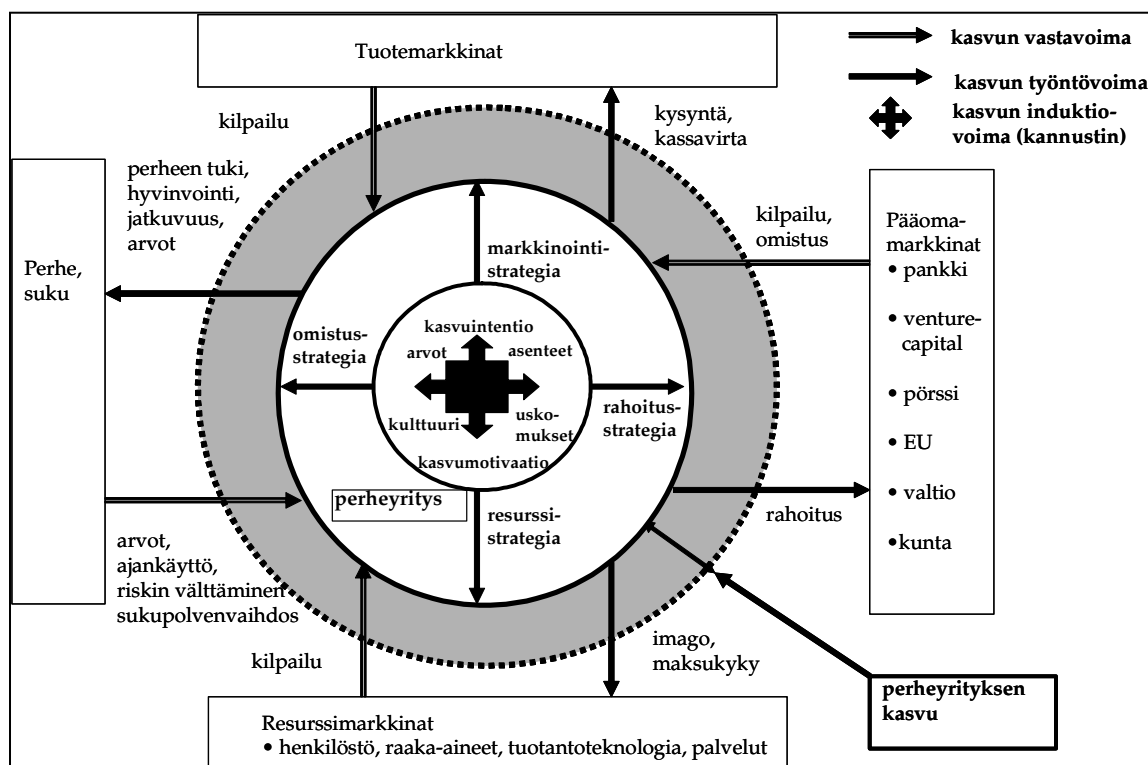 Tuotemarkkinat
kasvun vastavoima
kasvun työntövoima
kasvun induktio-
voima (kannustin)
kilpailu
kysyntä,
kassavirta
perheen tuki,
hyvinvointi,
jatkuvuus,
arvot
Perhe,
suku
kilpailu,
omistus
Pääoma-
markkinat
• pankki
• venture-
capital
• pörssi
• EU
• valtio
• kunta
markkinointi-
strategia
omistus-
strategia
kasvuintentio
arvot
asenteet
kulttuuri
usko-
mukset
kasvumotivaatio
rahoitus-
strategia
perheyritys
resurssi-
strategia
rahoitus
arvot,
ajankäyttö,
riskin välttäminen
sukupolvenvaihdos
kilpailu
imago,
maksukyky
perheyrityksen
kasvu
Resurssimarkkinat
• henkilöstö, raaka-aineet, tuotantoteknologia, palvelut